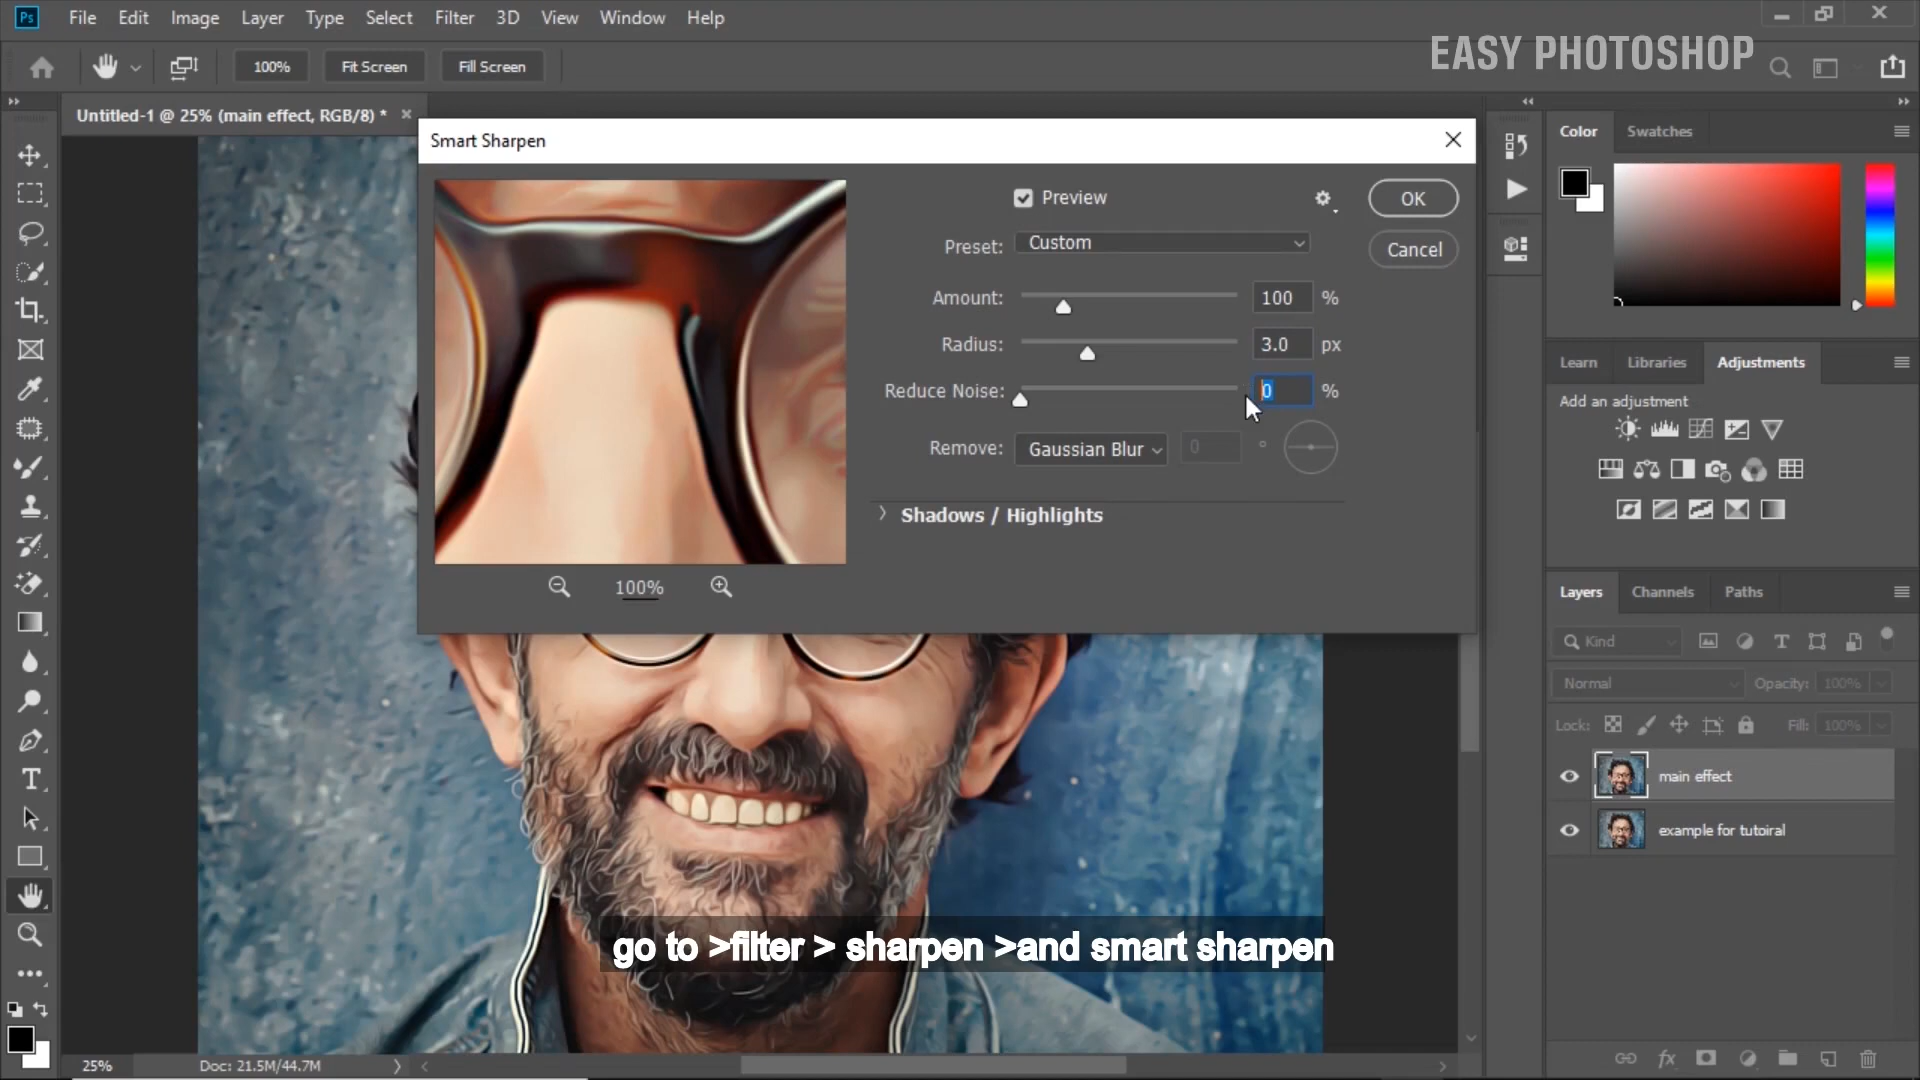 Ps File Edit Image Layer Type Select Filter 3D View Window Help
EASY PHOTOSHOP
100% Fit Screen Fill Screen
Untitled-1 @ 25% (main effect, RGB/8) *
Smart Sharpen
Preview
OK
Preset: Custom
Cancel
Amount: 100 %
Radius: 3.0 px
Reduce Noise: 0 %
Remove: Gaussian Blur 0 °
Shadows / Highlights
100%
Color Swatches
Learn Libraries Adjustments
Add an adjustment
Layers Channels Paths
Kind
Normal Opacity: 100%
Lock: Fill: 100%
main effect
example for tutoiral
go to >filter > sharpen >and smart sharpen
25% Doc: 21.5M/44.7M